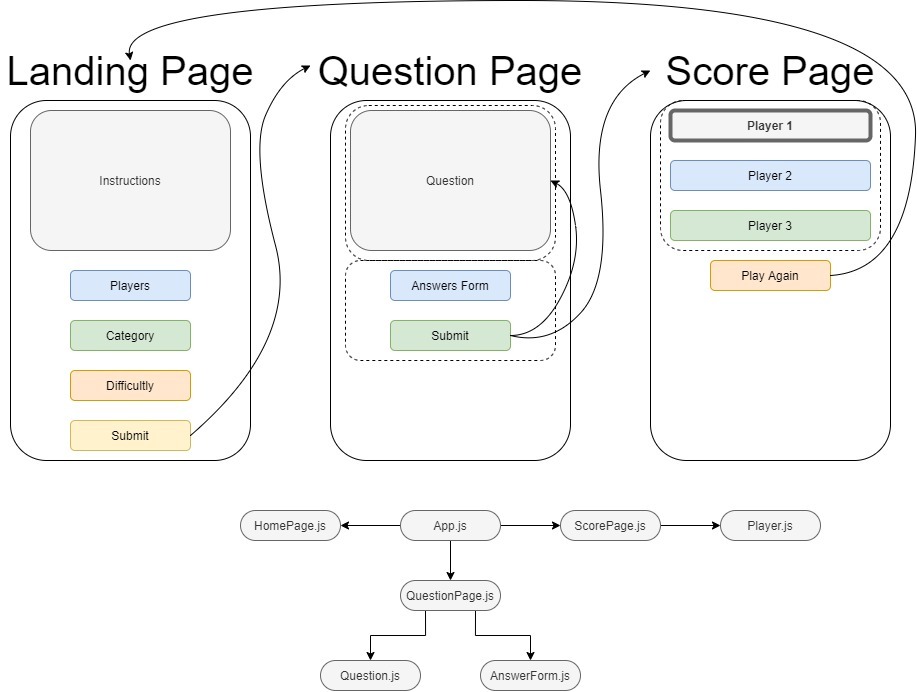 Landing Page
Question Page
Score Page
Instructions
Players
Category
Difficultly
Submit
Question
Answers Form
Submit
Player 1
Player 2
Player 3
Play Again
HomePage.js
App.js
ScorePage.js
Player.js
QuestionPage.js
Question.js
AnswerForm.js